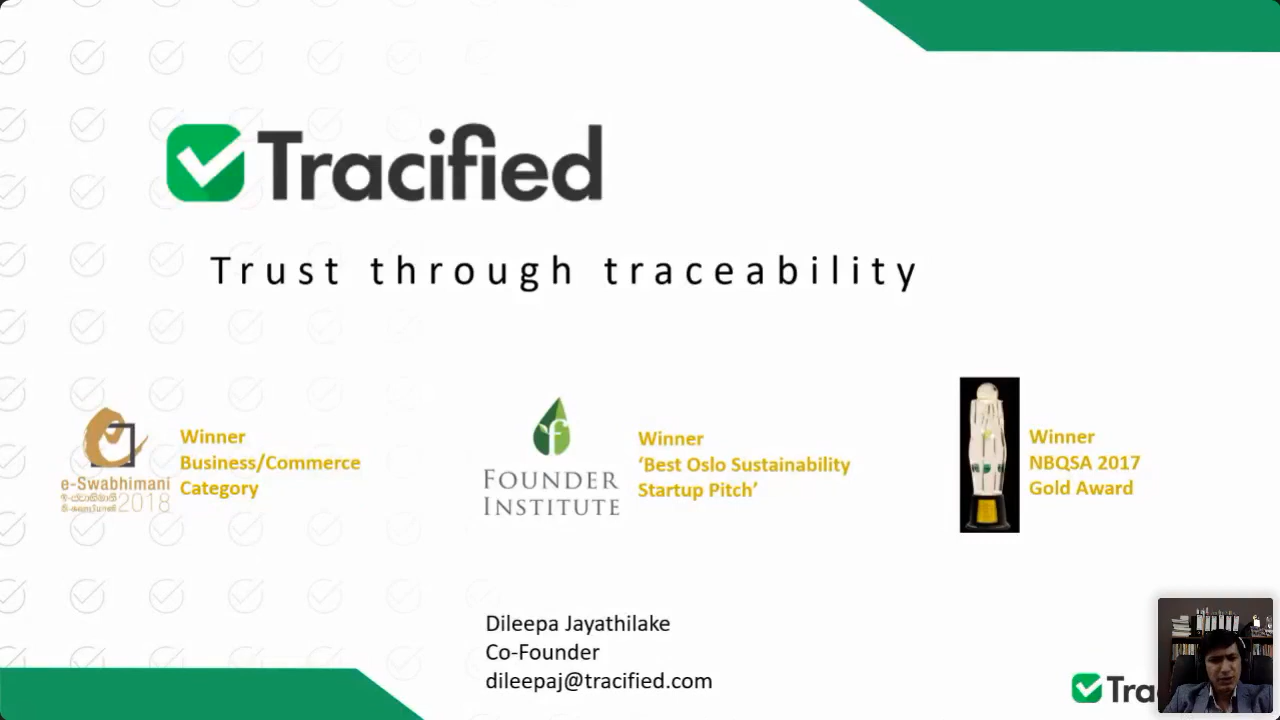 Tracified
Trust through traceability
e-Swabhimani
2018
Winner
Business/Commerce
Category
FOUNDER
INSTITUTE
Winner
‘Best Oslo Sustainability
Startup Pitch’
Winner
NBQSA 2017
Gold Award
Dileepa Jayathilake
Co-Founder
dileepaj@tracified.com
Tra